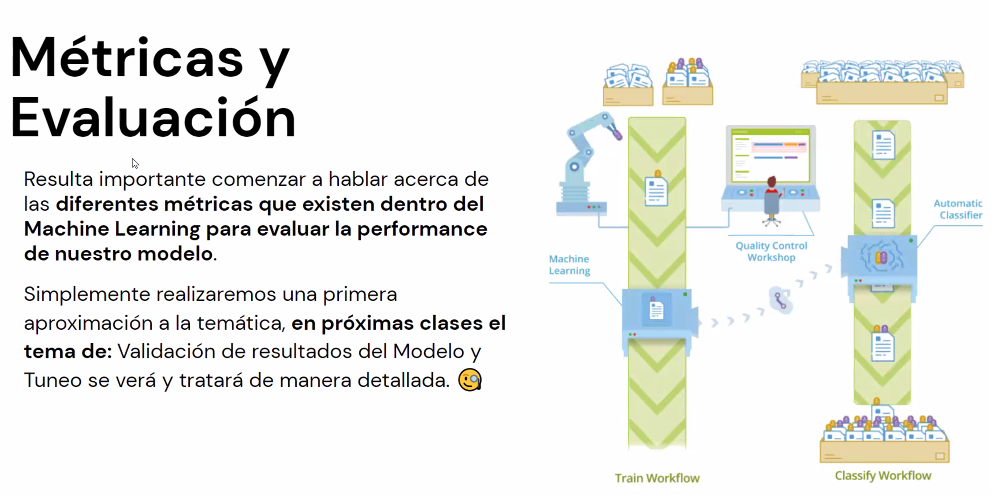 Métricas y
Evaluación
Resulta importante comenzar a hablar acerca de
las diferentes métricas que existen dentro del
Machine Learning para evaluar la performance
de nuestro modelo.
Simplemente realizaremos una primera
aproximación a la temática, en próximas clases el
tema de: Validación de resultados del Modelo y
Tuneo se verá y tratará de manera detallada.
Machine
Learning
Quality Control
Workshop
Automatic
Classifier
Train Workflow
Classify Workflow